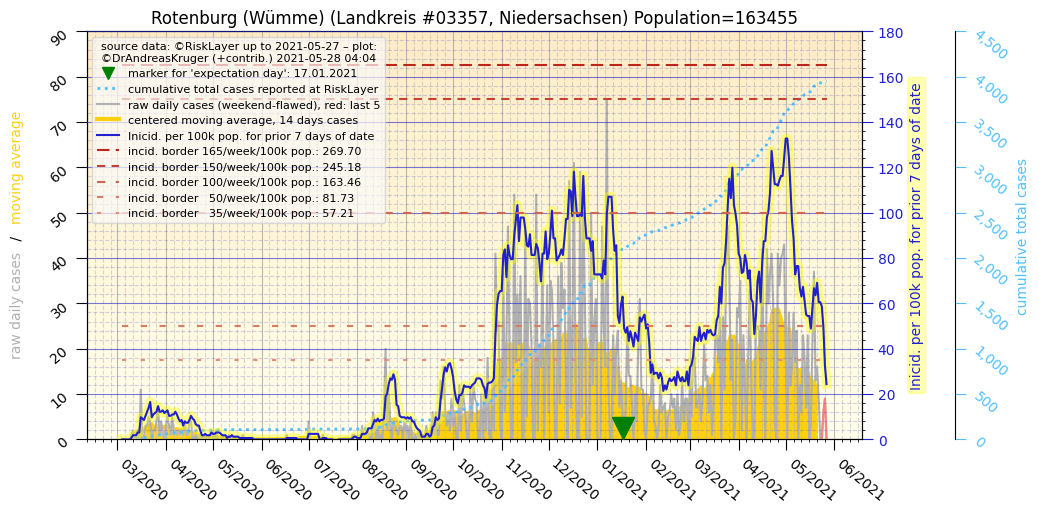 Rotenburg (Wümme) (Landkreis #03357, Niedersachsen) Population=163455
source data: ©RiskLayer up to 2021-05-27 – plot:
©DrAndreasKruger (+contrib.) 2021-05-28 04:04
marker for 'expectation day': 17.01.2021
cumulative total cases reported at RiskLayer
raw daily cases (weekend-flawed), red: last 5
centered moving average, 14 days cases
Inicid. per 100k pop. for prior 7 days of date
incid. border 165/week/100k pop.: 269.70
incid. border 150/week/100k pop.: 245.18
incid. border 100/week/100k pop.: 163.46
incid. border   50/week/100k pop.: 81.73
incid. border   35/week/100k pop.: 57.21
raw daily cases  /  moving average
90
80
70
60
50
40
30
20
10
0
03/2020
04/2020
05/2020
06/2020
07/2020
08/2020
09/2020
10/2020
11/2020
12/2020
01/2021
02/2021
03/2021
04/2021
05/2021
06/2021
180
160
140
120
100
80
60
40
20
0
Inicid. per 100k pop. for prior 7 days of date
4,500
4,000
3,500
3,000
2,500
2,000
1,500
1,000
500
0
cumulative total cases